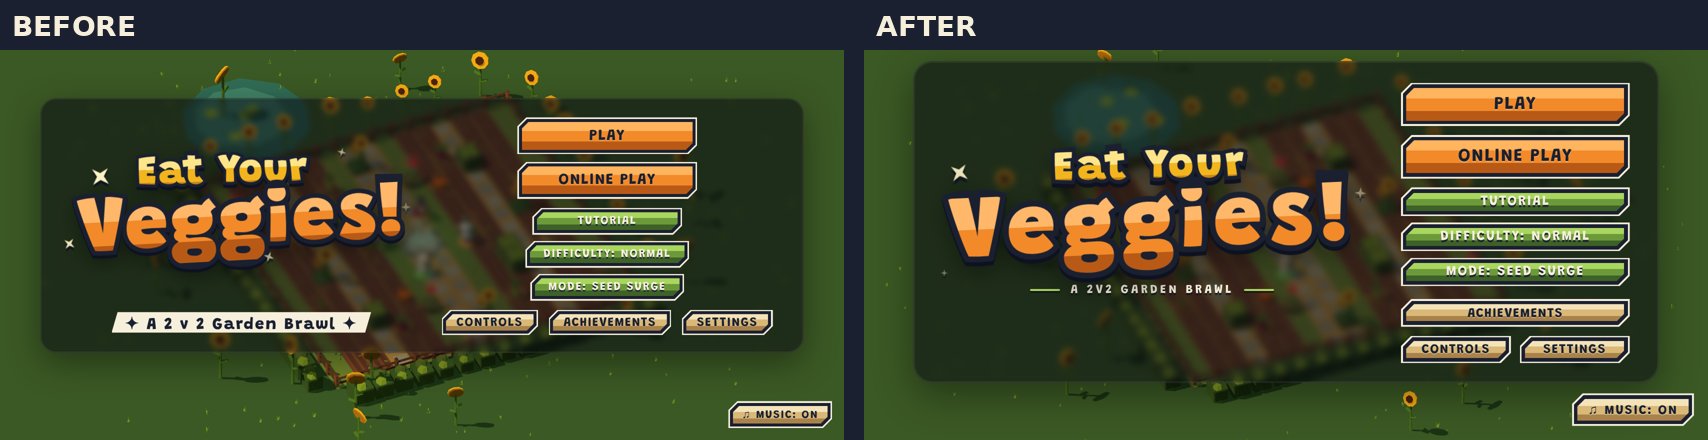 BEFORE
Eat Your
Veggies!
✦ A 2 v 2 Garden Brawl ✦
PLAY
ONLINE PLAY
TUTORIAL
DIFFICULTY: NORMAL
MODE: SEED SURGE
CONTROLS
ACHIEVEMENTS
SETTINGS
♫ MUSIC: ON
AFTER
Eat Your
Veggies!
A 2V2 GARDEN BRAWL
PLAY
ONLINE PLAY
TUTORIAL
DIFFICULTY: NORMAL
MODE: SEED SURGE
ACHIEVEMENTS
CONTROLS
SETTINGS
♫ MUSIC: ON